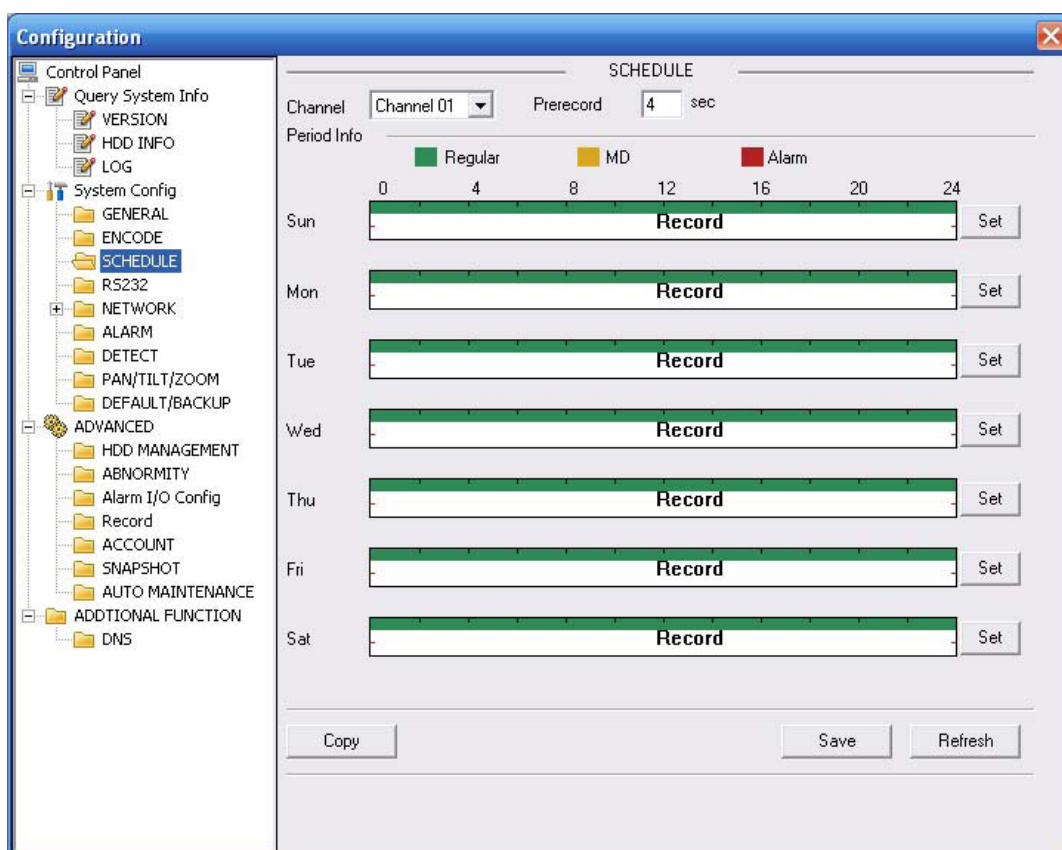 Configuration
Control Panel
Query System Info
VERSION
HDD INFO
LOG
System Config
GENERAL
ENCODE
SCHEDULE
RS232
NETWORK
ALARM
DETECT
PAN/TILT/ZOOM
DEFAULT/BACKUP
ADVANCED
HDD MANAGEMENT
ABNORMITY
Alarm I/O Config
Record
ACCOUNT
SNAPSHOT
AUTO MAINTENANCE
ADDTIONAL FUNCTION
DNS
SCHEDULE
Channel Channel 01 Prerecord 4 sec
Period Info
Regular MD Alarm
0 4 8 12 16 20 24
Sun Record Set
Mon Record Set
Tue Record Set
Wed Record Set
Thu Record Set
Fri Record Set
Sat Record Set
Copy Save Refresh